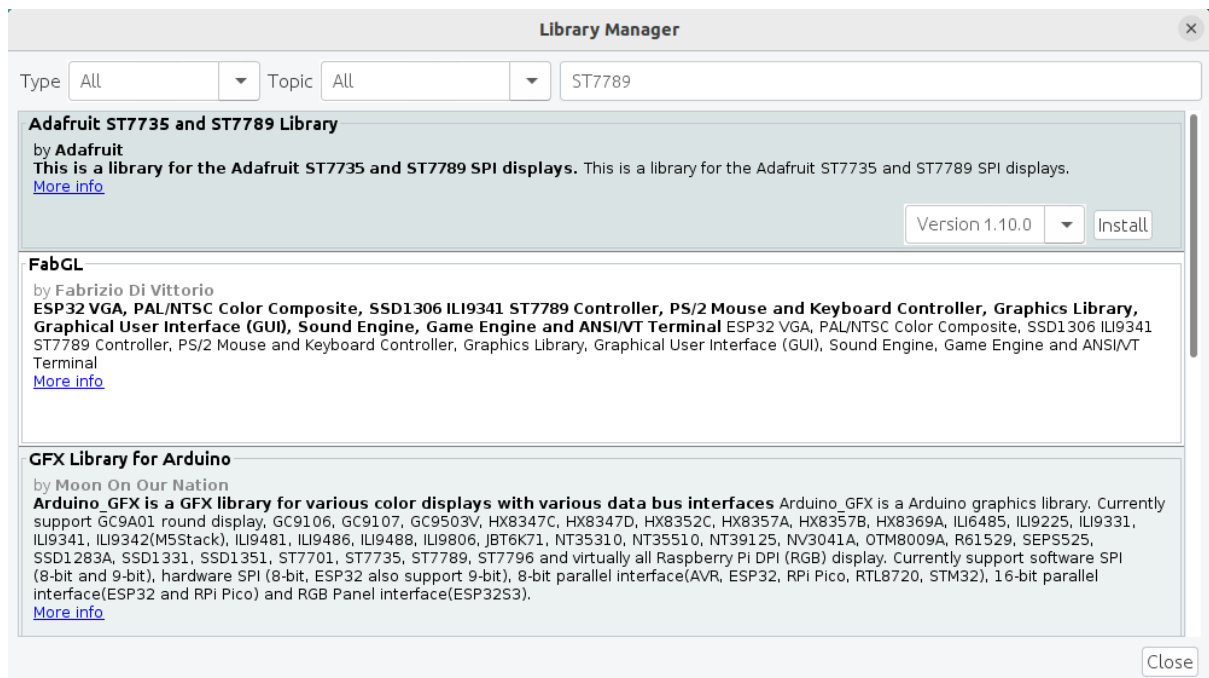 Library Manager
Type All Topic All ST7789
Adafruit ST7735 and ST7789 Library
by Adafruit
This is a library for the Adafruit ST7735 and ST7789 SPI displays. This is a library for the Adafruit ST7735 and ST7789 SPI displays.
More info
Version 1.10.0 Install
FabGL
by Fabrizio Di Vittorio
ESP32 VGA, PAL/NTSC Color Composite, SSD1306 ILI9341 ST7789 Controller, PS/2 Mouse and Keyboard Controller, Graphics Library,
Graphical User Interface (GUI), Sound Engine, Game Engine and ANSI/VT Terminal ESP32 VGA, PAL/NTSC Color Composite, SSD1306 ILI9341
ST7789 Controller, PS/2 Mouse and Keyboard Controller, Graphics Library, Graphical User Interface (GUI), Sound Engine, Game Engine and ANSI/VT
Terminal
More info
GFX Library for Arduino
by Moon On Our Nation
Arduino_GFX is a GFX library for various color displays with various data bus interfaces Arduino_GFX is a Arduino graphics library. Currently
support GC9A01 round display, GC9106, GC9107, GC9503V, HX8347C, HX8347D, HX8352C, HX8357A, HX8357B, HX8369A, ILI6485, ILI9225, ILI9331,
ILI9341, ILI9342(M5Stack), ILI9481, ILI9486, ILI9488, ILI9806, JBT6K71, NT35310, NT35510, NT39125, NV3041A, OTM8009A, R61529, SEPS525,
SSD1283A, SSD1331, SSD1351, ST7701, ST7735, ST7789, ST7796 and virtually all Raspberry Pi DPI (RGB) display. Currently support software SPI
(8-bit and 9-bit), hardware SPI (8-bit, ESP32 also support 9-bit), 8-bit parallel interface(AVR, ESP32, RPi Pico, RTL8720, STM32), 16-bit parallel
interface(ESP32 and RPi Pico) and RGB Panel interface(ESP32S3).
More info
Close